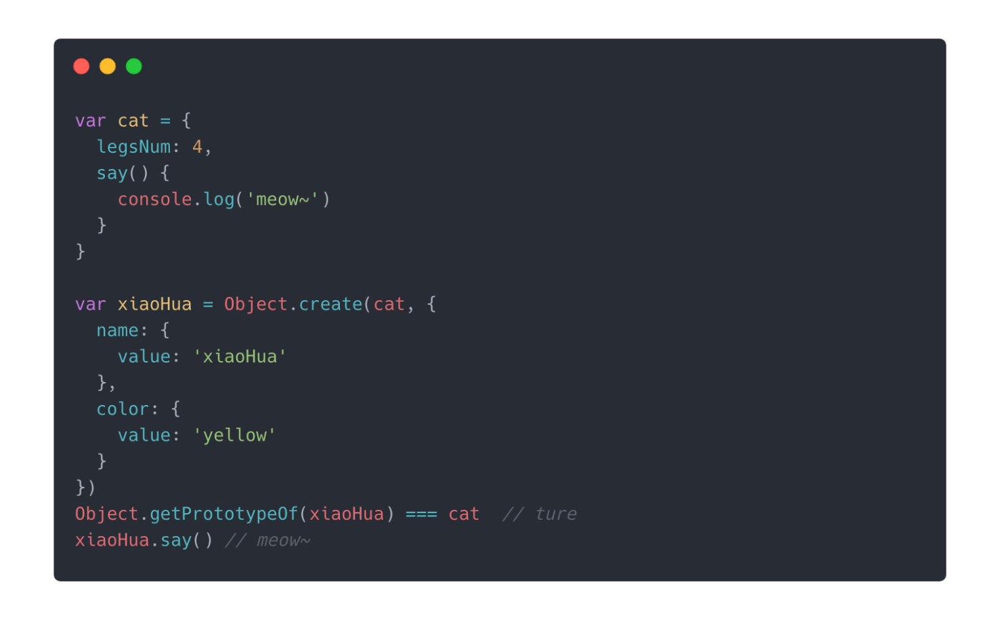 var cat = {
  legsNum: 4,
  say() {
    console.log('meow~')
  }
}

var xiaoHua = Object.create(cat, {
  name: {
    value: 'xiaoHua'
  },
  color: {
    value: 'yellow'
  }
})
Object.getPrototypeOf(xiaoHua) === cat  // ture
xiaoHua.say() // meow~